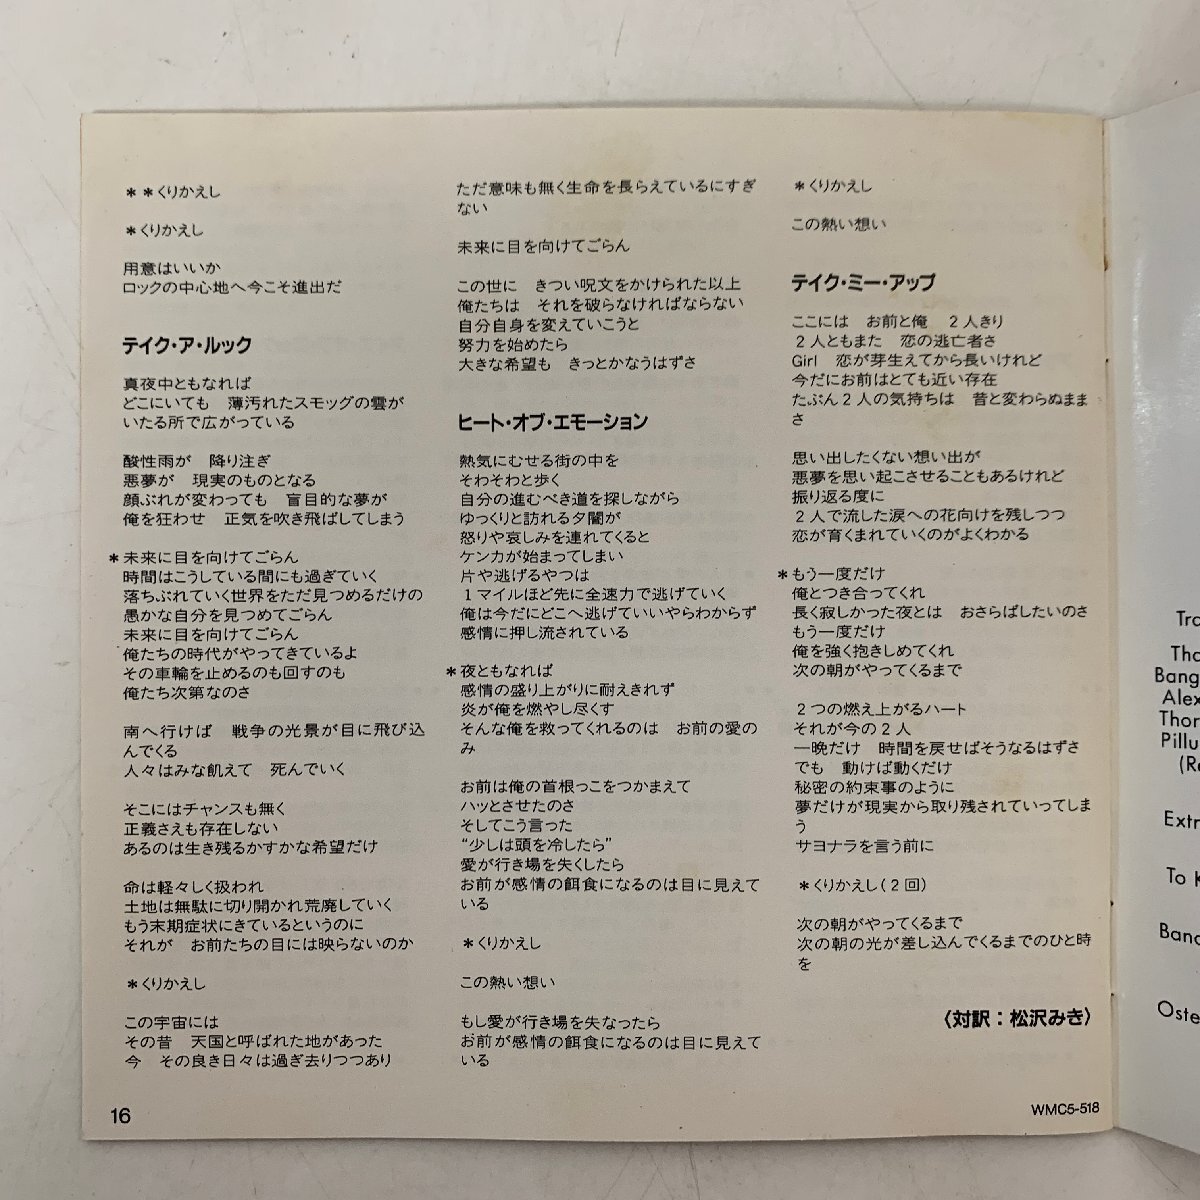 ＊＊くりかえし
＊くりかえし
用意はいいか
ロックの中心地へ今こそ進出だ
テイク・ア・ルック
真夜中ともなれば
どこにいても　薄汚れたスモッグの雲が
いたる所で広がっている
酸性雨が　降り注ぎ
悪夢が　現実のものとなる
顔ぶれが変わっても　盲目的な夢が
俺を狂わせ　正気を吹き飛ばしてしまう
＊未来に目を向けてごらん
時間はこうしている間にも過ぎていく
落ちぶれていく世界をただ見つめるだけの
愚かな自分を見つめてごらん
未来に目を向けてごらん
俺たちの時代がやってきているよ
その車輪を止めるのも回すのも
俺たち次第なのさ
南へ行けば　戦争の光景が目に飛び込
んでくる
人々はみな飢えて　死んでいく
そこにはチャンスも無く
正義さえも存在しない
あるのは生き残るかすかな希望だけ
命は軽々しく扱われ
土地は無駄に切り開かれ荒廃していく
もう末期症状にきているというのに
それが　お前たちの目には映らないのか
＊くりかえし
この宇宙には
その昔　天国と呼ばれた地があった
今　その良き日々は過ぎ去りつつあり
ただ意味も無く生命を長らえているにすぎ
ない
未来に目を向けてごらん
この世に　きつい呪文をかけられた以上
俺たちは　それを破らなければならない
自分自身を変えていこうと
努力を始めたら
大きな希望も　きっとかなうはずさ
ヒート・オブ・エモーション
熱気にむせる街の中を
そわそわと歩く
自分の進むべき道を探しながら
ゆっくりと訪れる夕闇が
怒りや哀しみを連れてくると
ケンカが始まってしまい
片や逃げるやつは
1マイルほど先に全速力で逃げていく
俺は今だにどこへ逃げていいやらわからず
感情に押し流されている
＊夜ともなれば
感情の盛り上がりに耐えきれず
炎が俺を燃やし尽くす
そんな俺を救ってくれるのは　お前の愛の
み
お前は俺の首根っこをつかまえて
ハッとさせたのさ
そしてこう言った
“少しは頭を冷したら”
愛が行き場を失くしたら
お前が感情の餌食になるのは目に見えて
いる
＊くりかえし
この熱い想い
もし愛が行き場を失なったら
お前が感情の餌食になるのは目に見えて
いる
＊くりかえし
この熱い想い
テイク・ミー・アップ
ここには　お前と俺　2人きり
2人ともまた　恋の逃亡者さ
Girl　恋が芽生えてから長いけれど
今だにお前はとても近い存在
たぶん2人の気持ちは　昔と変わらぬまま
さ
思い出したくない想い出が
悪夢を思い起こさせることもあるけれど
振り返る度に
2人で流した涙への花向けを残しつつ
恋が育くまれていくのがよくわかる
＊もう一度だけ
俺とつき合ってくれ
長く寂しかった夜とは　おさらばしたいのさ
もう一度だけ
俺を強く抱きしめてくれ
次の朝がやってくるまで
2つの燃え上がるハート
それが今の2人
一晩だけ　時間を戻せばそうなるはずさ
でも　動けば動くだけ
秘密の約束事のように
夢だけが現実から取り残されていってしま
う
サヨナラを言う前に
＊くりかえし(2回)
次の朝がやってくるまで
次の朝の光が差し込んでくるまでのひと時
を
〈対訳：松沢みき〉
16
WMC5-518
Bang
Alex
Extr
To K
Oste